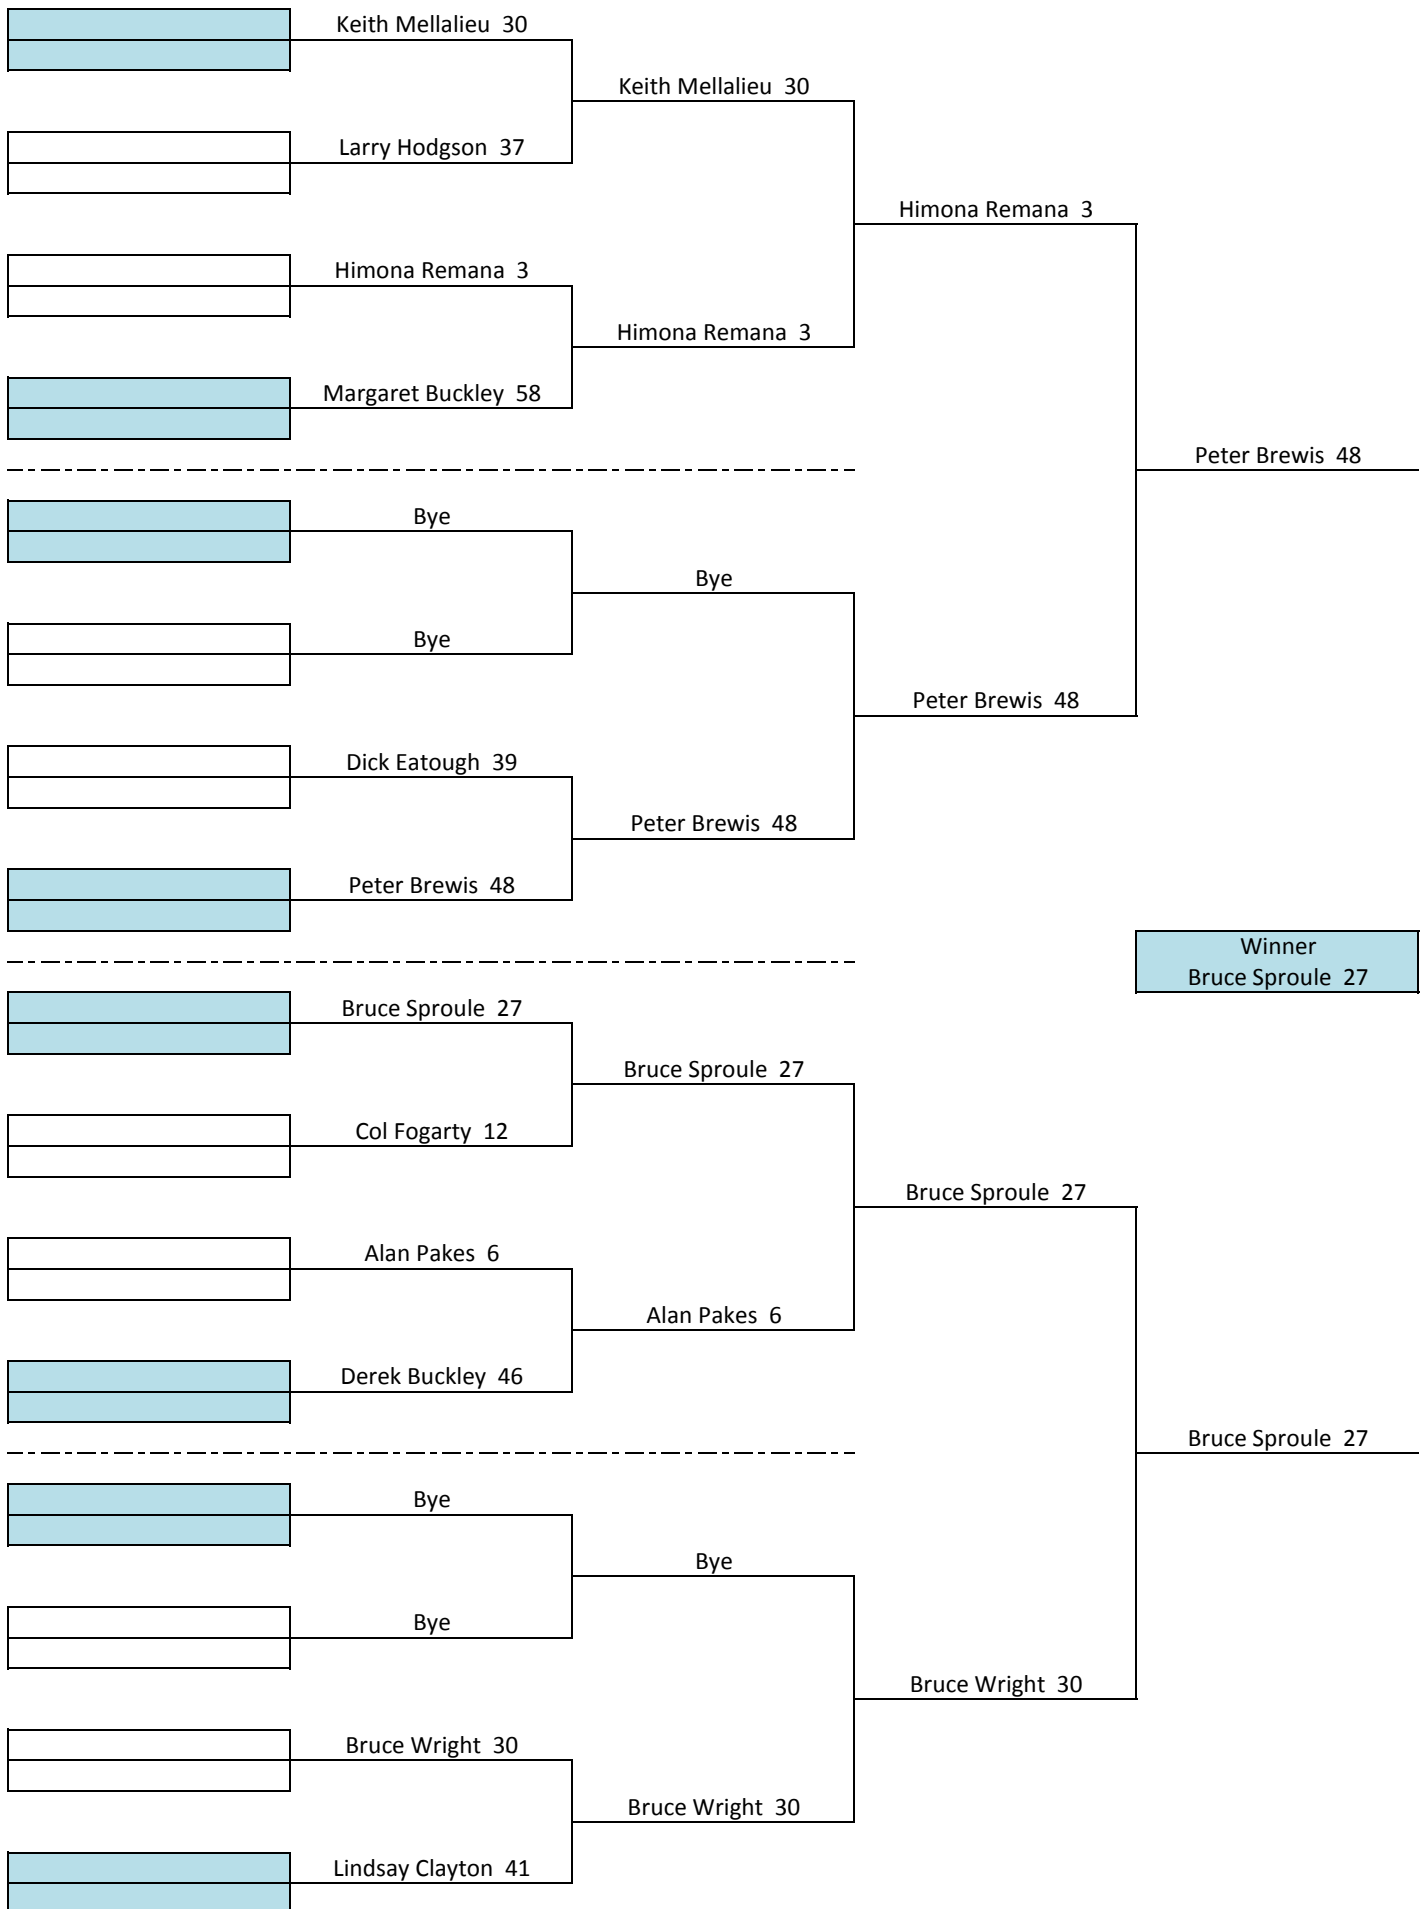 Keith Mellalieu 30
Keith Mellalieu 30
Larry Hodgson 37
Himona Remana 3
Himona Remana 3
Himona Remana 3
Margaret Buckley 58
Peter Brewis 48
Bye
Bye
Bye
Peter Brewis 48
Dick Eatough 39
Peter Brewis 48
Peter Brewis 48
Winner
Bruce Sproule 27
Bruce Sproule 27
Bruce Sproule 27
Col Fogarty 12
Bruce Sproule 27
Alan Pakes 6
Alan Pakes 6
Derek Buckley 46
Bruce Sproule 27
Bye
Bye
Bye
Bruce Wright 30
Bruce Wright 30
Bruce Wright 30
Lindsay Clayton 41